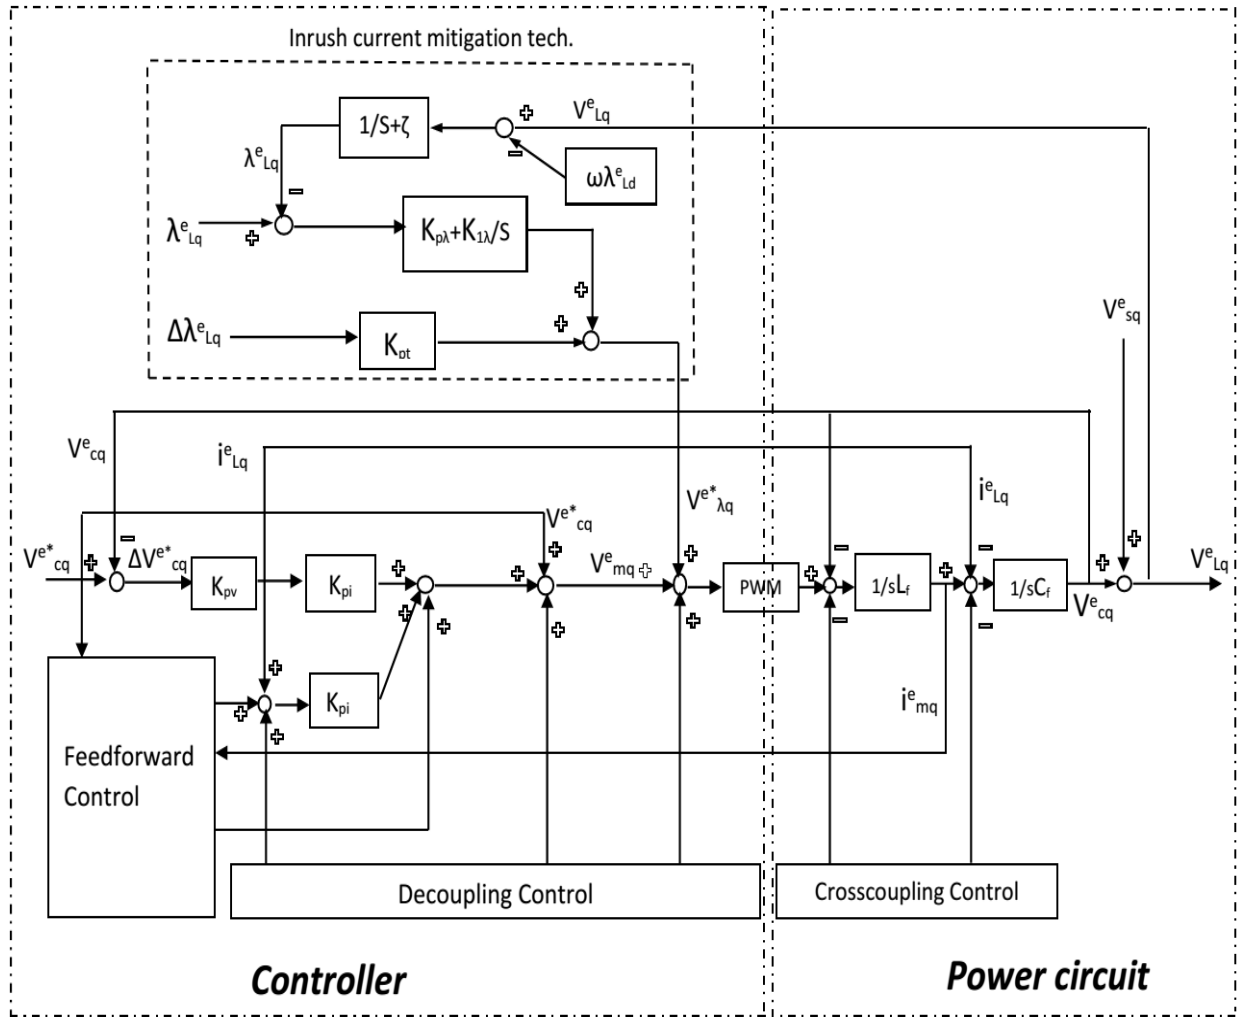 Inrush current mitigation tech.
1/S+ζ
V^e_Lq
λ^e_Lq
ωλ^e_Ld
λ^e_Lq
K_pλ+K_1λ/S
Δλ^e_Lq
K_pt
V^e_sq
V^e_cq
i^e_Lq
i^e_Lq
V^e*_λq
V^e*_cq
V^e*_cq
ΔV^e*_cq
V^e_mq
V^e_Lq
K_pv
K_pi
PWM
1/sL_f
1/sC_f
V^e_cq
K_pi
i^e_mq
Feedforward
Control
Decoupling Control
Crosscoupling Control
Controller
Power circuit